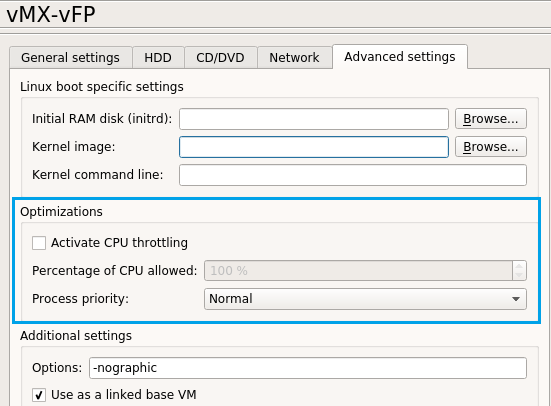 vMX-vFP
General settings HDD CD/DVD Network Advanced settings
Linux boot specific settings
Initial RAM disk (initrd): Browse...
Kernel image: Browse...
Kernel command line:
Optimizations
Activate CPU throttling
Percentage of CPU allowed: 100 %
Process priority: Normal
Additional settings
Options: -nographic
Use as a linked base VM